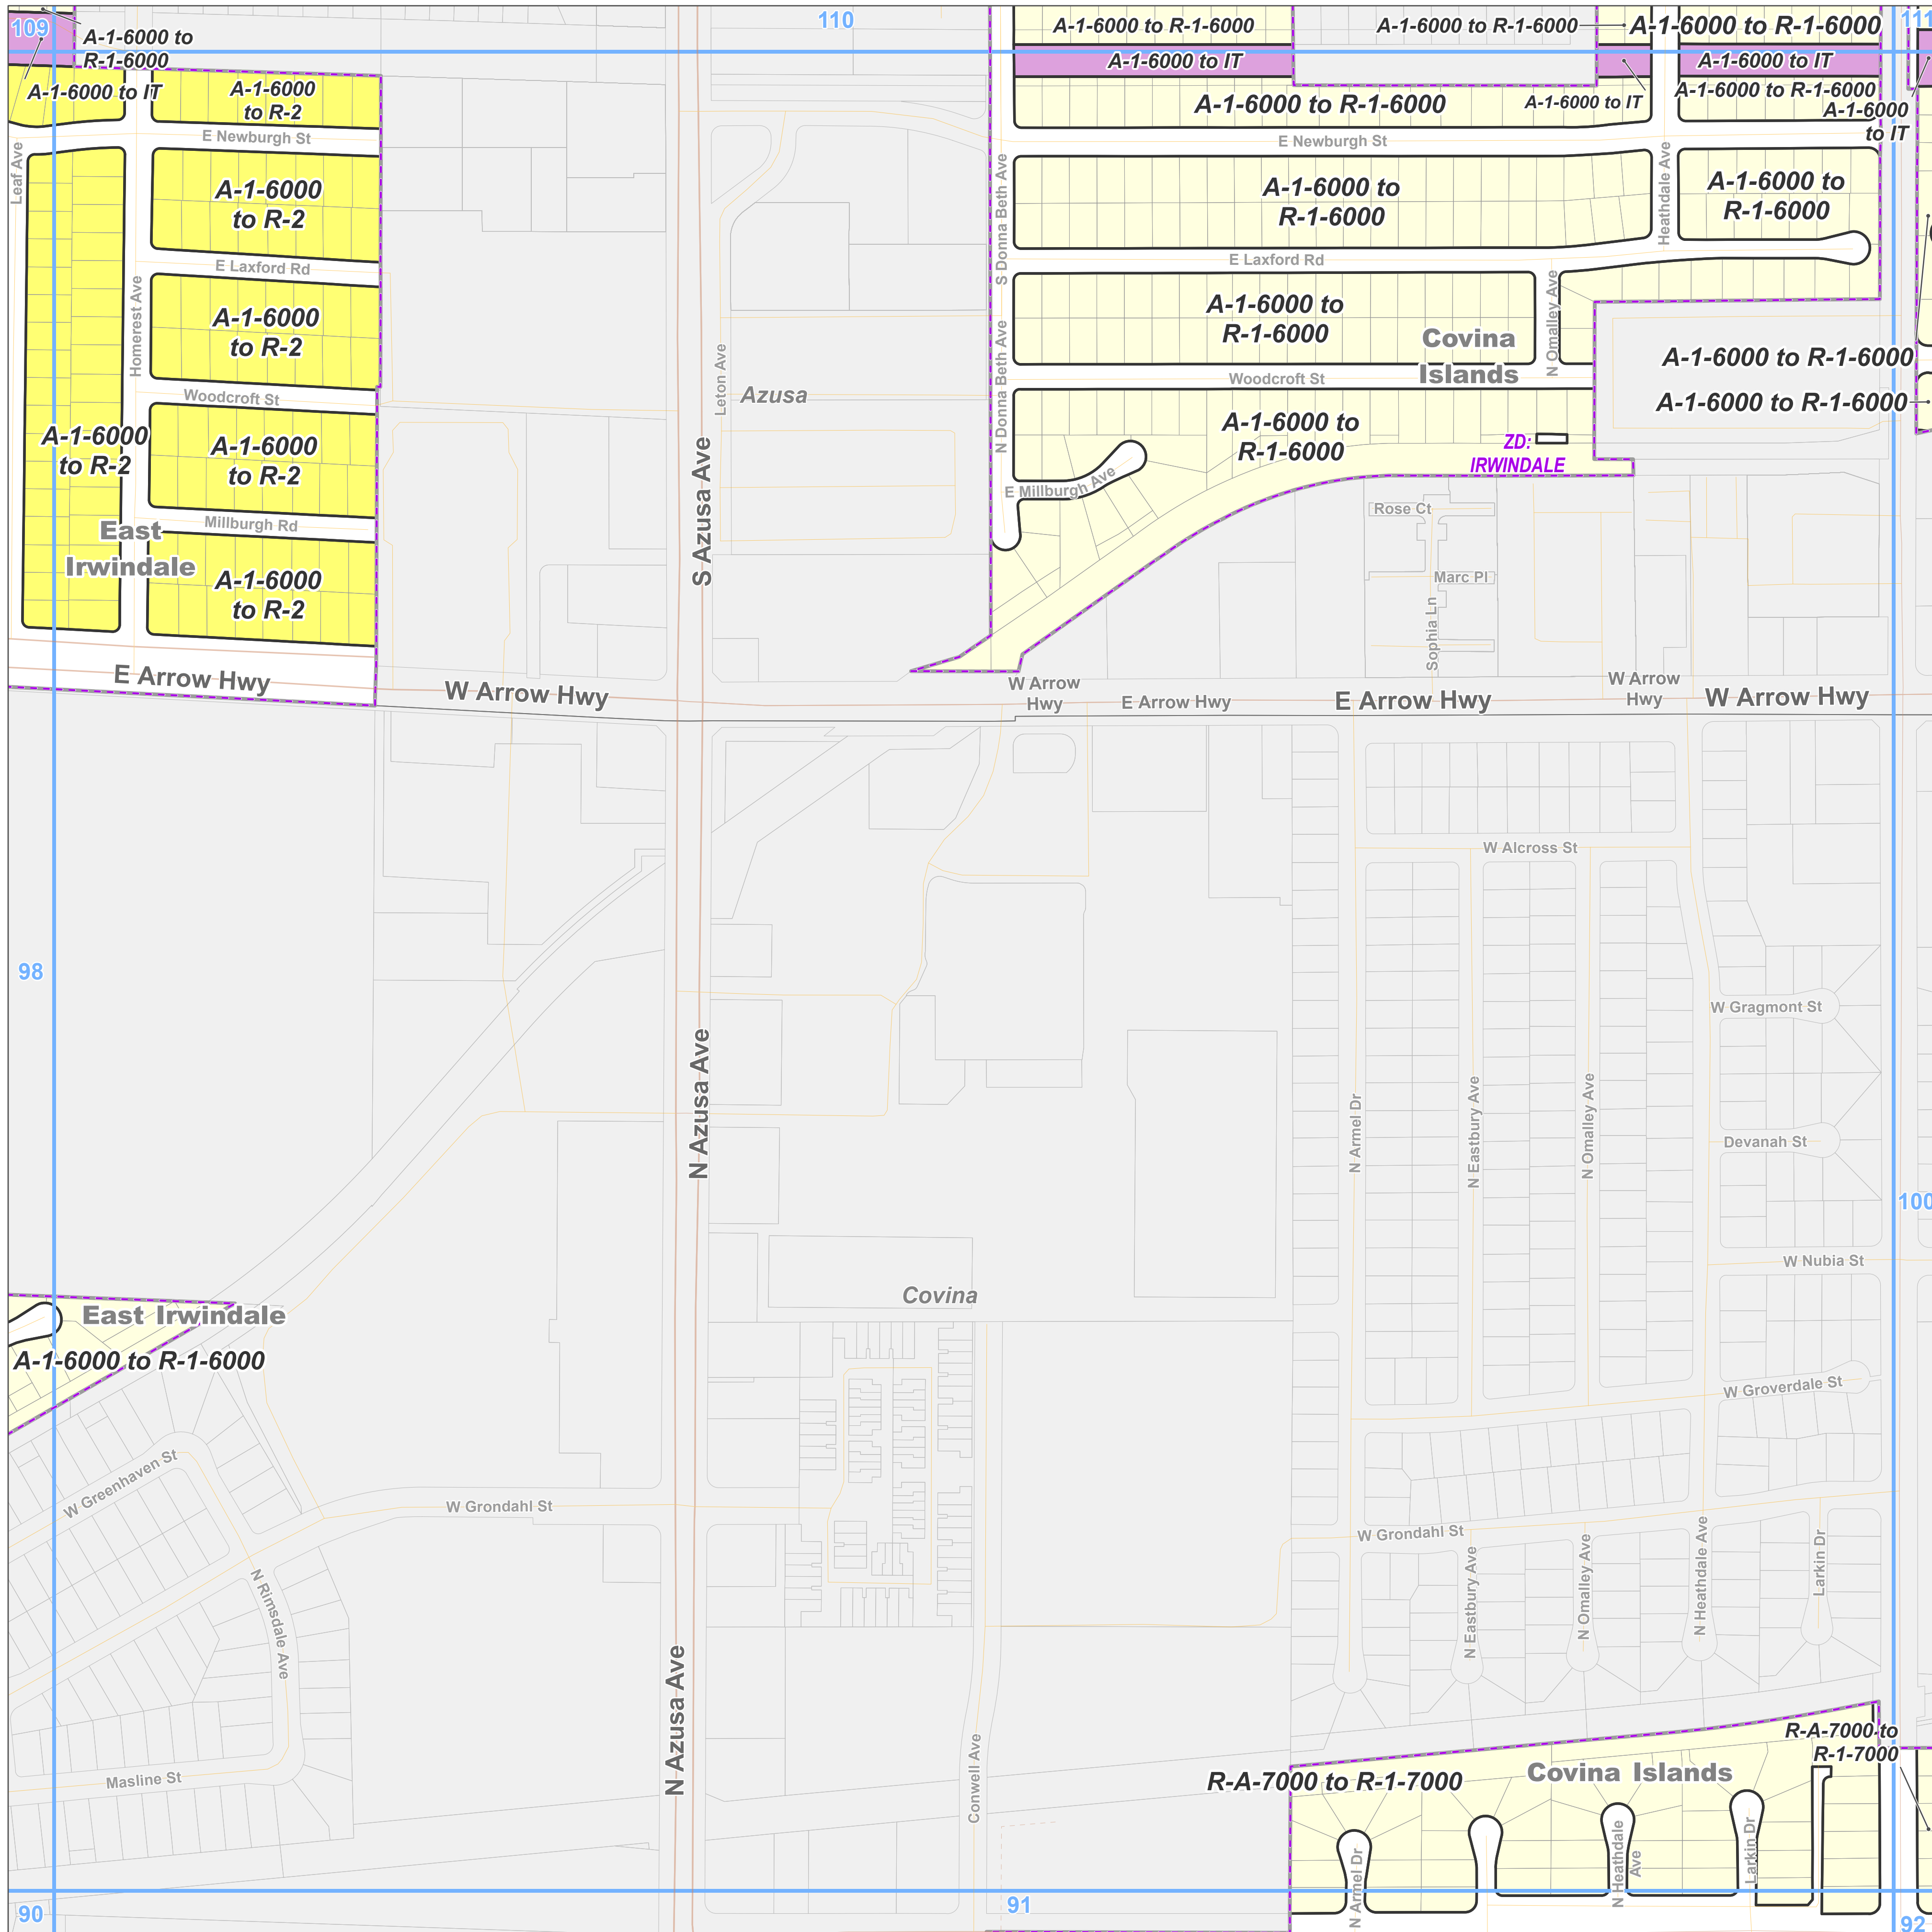 109
110
111
A-1-6000 to
R-1-6000
A-1-6000 to IT
A-1-6000
to R-2
A-1-6000 to R-1-6000
A-1-6000 to R-1-6000
A-1-6000 to R-1-6000
A-1-6000 to IT
A-1-6000 to IT
A-1-6000 to R-1-6000
A-1-6000 to IT
A-1-6000 to R-1-6000
A-1-6000
to IT
E Newburgh St
E Newburgh St
Leaf Ave
A-1-6000
to R-2
S Donna Beth Ave
A-1-6000 to
R-1-6000
Heathdale Ave
A-1-6000 to
R-1-6000
E Laxford Rd
E Laxford Rd
Homerest Ave
A-1-6000
to R-2
A-1-6000 to
R-1-6000
N Omalley Ave
Covina
Islands
A-1-6000 to R-1-6000
Leton Ave
N Donna Beth Ave
Woodcroft St
Woodcroft St
Azusa
A-1-6000 to R-1-6000
A-1-6000
to R-2
A-1-6000
to R-2
A-1-6000 to
R-1-6000
ZD:
IRWINDALE
S Azusa Ave
E Millburgh Ave
Rose Ct
Millburgh Rd
East
Irwindale
A-1-6000
to R-2
Marc Pl
Sophia Ln
E Arrow Hwy
W Arrow Hwy
W Arrow
Hwy
E Arrow Hwy
E Arrow Hwy
W Arrow
Hwy
W Arrow Hwy
W Alcross St
98
W Gragmont St
N Azusa Ave
N Armel Dr
N Eastbury Ave
N Omalley Ave
Devanah St
100
W Nubia St
Covina
East Irwindale
A-1-6000 to R-1-6000
W Groverdale St
W Greenhaven St
W Grondahl St
W Grondahl St
N Rimsdale Ave
N Eastbury Ave
N Omalley Ave
N Heathdale Ave
Larkin Dr
N Azusa Ave
Masline St
Conwell Ave
R-A-7000 to
R-1-7000
R-A-7000 to R-1-7000
Covina Islands
N Armel Dr
N Heathdale
Ave
Larkin Dr
90
91
92